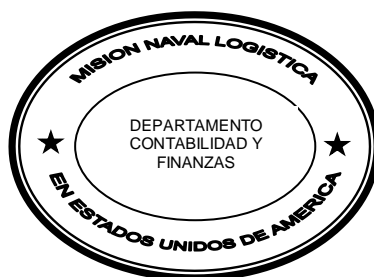 MISION NAVAL LOGISTICA
DEPARTAMENTO
CONTABILIDAD Y
FINANZAS
EN ESTADOS UNIDOS DE AMERICA